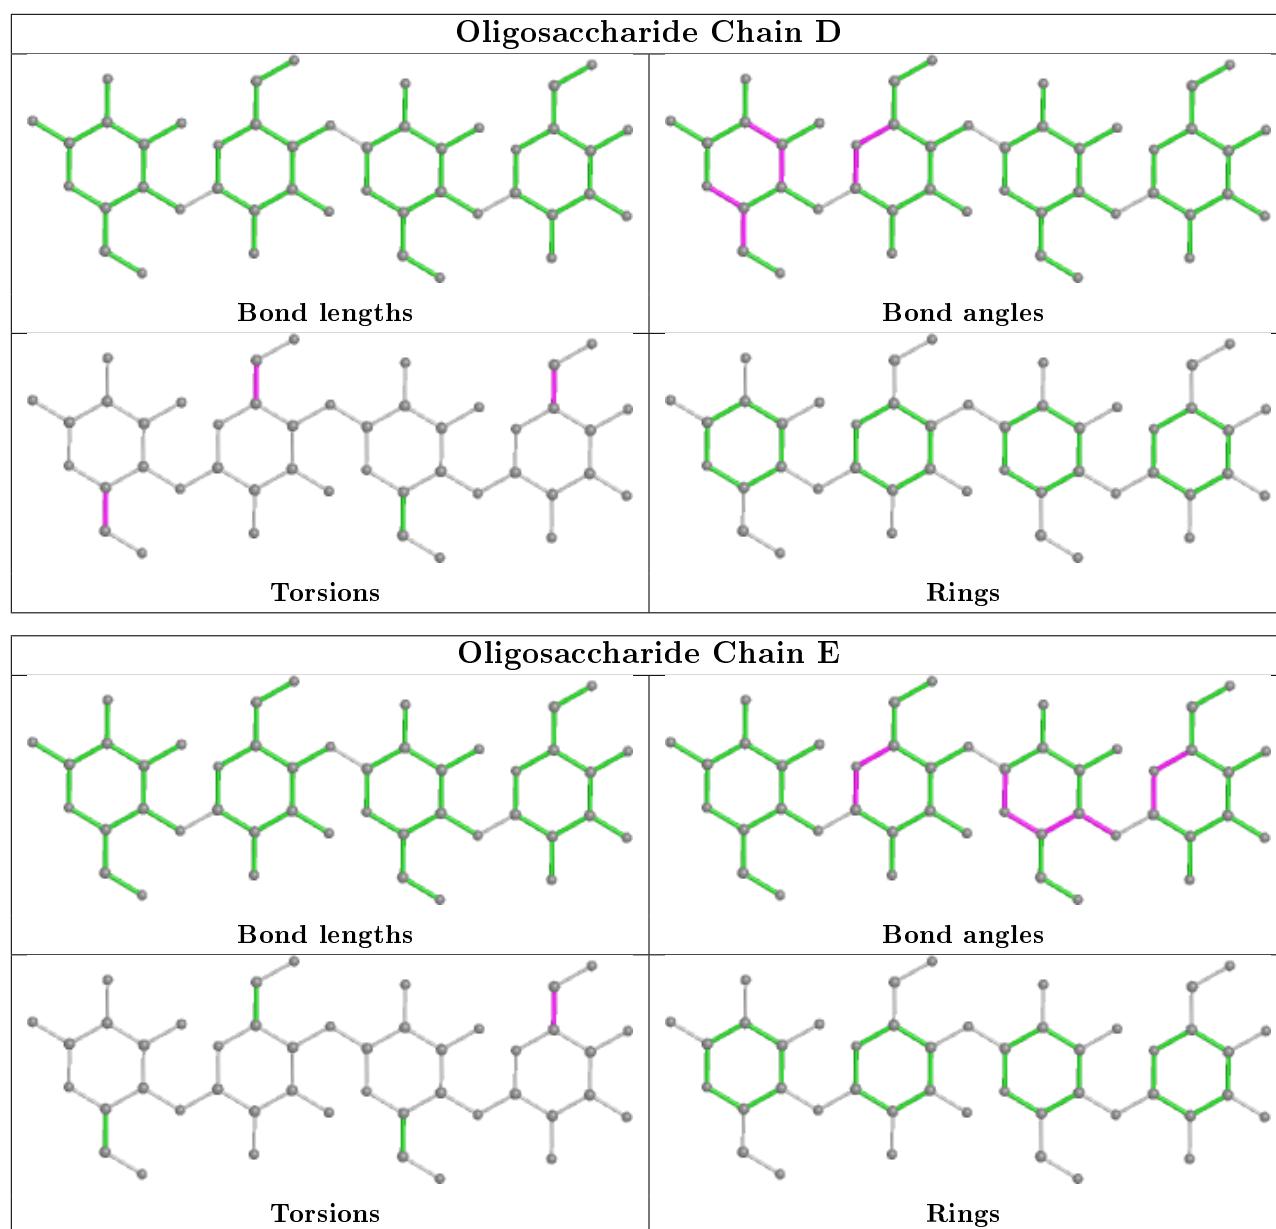 Oligosaccharide Chain D
Bond lengths
Bond angles
Torsions
Rings
Oligosaccharide Chain E
Bond lengths
Bond angles
Torsions
Rings